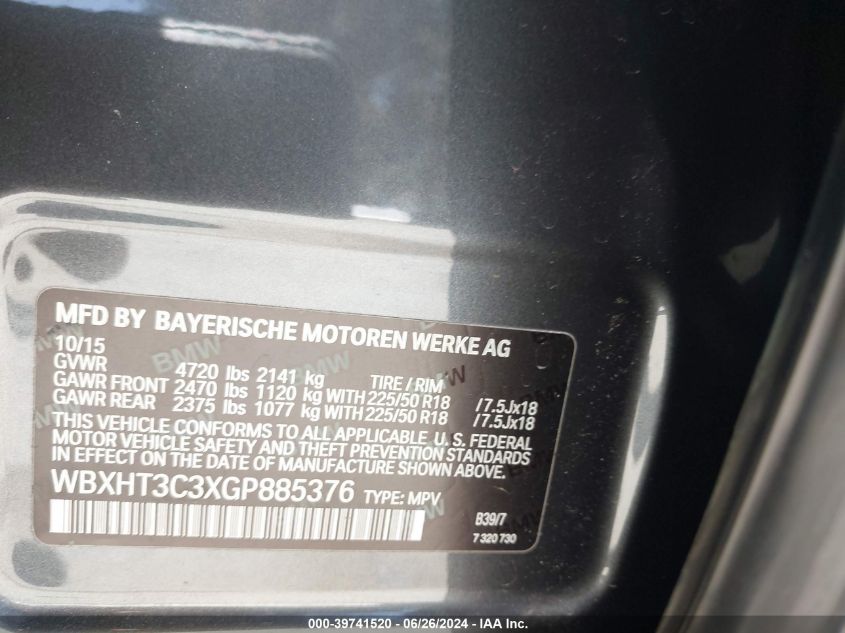 MFD BY BAYERISCHE MOTOREN WERKE AG
10/15
GVWR 4720 lbs 2141 kg TIRE / RIM
GAWR FRONT 2470 lbs 1120 kg WITH 225/50 R18 /7.5Jx18
GAWR REAR 2375 lbs 1077 kg WITH 225/50 R18 /7.5Jx18
THIS VEHICLE CONFORMS TO ALL APPLICABLE U. S. FEDERAL
MOTOR VEHICLE SAFETY AND THEFT PREVENTION STANDARDS
IN EFFECT ON THE DATE OF MANUFACTURE SHOWN ABOVE.
WBXHT3C3XGP885376 TYPE: MPV
B39/7
7 320 730
000-39741520 / 06/26/2024 - IAA Inc.